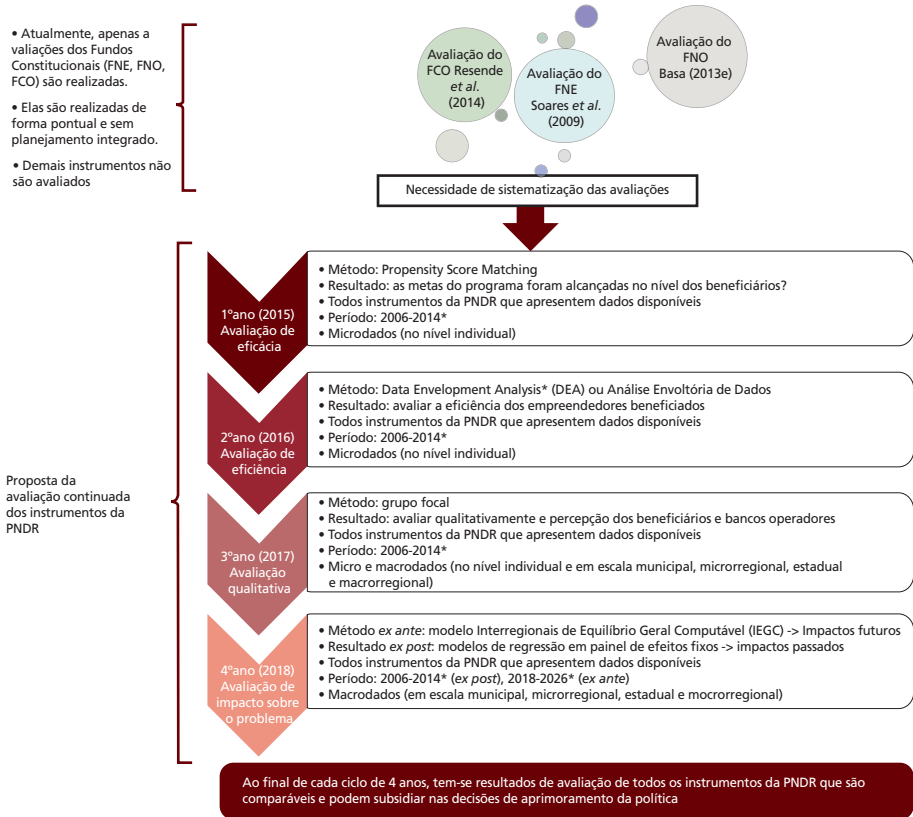 • Atualmente, apenas a
valiações dos Fundos
Constitucionais (FNE, FNO,
FCO) são realizadas.
• Elas são realizadas de
forma pontual e sem
planejamento integrado.
• Demais instrumentos não
são avaliados
Avaliação do
FCO Resende
et al.
(2014)
Avaliação do
FNE
Soares et al.
(2009)
Avaliação do
FNO
Basa (2013e)
Necessidade de sistematização das avaliações
Proposta da
avaliação continuada
dos instrumentos da
PNDR
1ºano (2015)
Avaliação de
eficácia
• Método: Propensity Score Matching
• Resultado: as metas do programa foram alcançadas no nível dos beneficiários?
• Todos instrumentos da PNDR que apresentem dados disponíveis
• Período: 2006-2014*
• Microdados (no nível individual)
2ºano (2016)
Avaliação de
eficiência
• Método: Data Envelopment Analysis* (DEA) ou Análise Envoltória de Dados
• Resultado: avaliar a eficiência dos empreendedores beneficiados
• Todos instrumentos da PNDR que apresentem dados disponíveis
• Período: 2006-2014*
• Microdados (no nível individual)
3ºano (2017)
Avaliação
qualitativa
• Método: grupo focal
• Resultado: avaliar qualitativamente e percepção dos beneficiários e bancos operadores
• Todos instrumentos da PNDR que apresentem dados disponíveis
• Período: 2006-2014*
• Micro e macrodados (no nível individual e em escala municipal, microrregional, estadual
e macrorregional)
4ºano (2018)
Avaliação de
impacto sobre
o problema
• Método ex ante: modelo Interregionais de Equilíbrio Geral Computável (IEGC) -> Impactos futuros
• Resultado ex post: modelos de regressão em painel de efeitos fixos -> impactos passados
• Todos instrumentos da PNDR que apresentem dados disponíveis
• Período: 2006-2014* (ex post), 2018-2026* (ex ante)
• Macrodados (em escala municipal, microrregional, estadual e mocrorregional)
Ao final de cada ciclo de 4 anos, tem-se resultados de avaliação de todos os instrumentos da PNDR que são
comparáveis e podem subsidiar nas decisões de aprimoramento da política